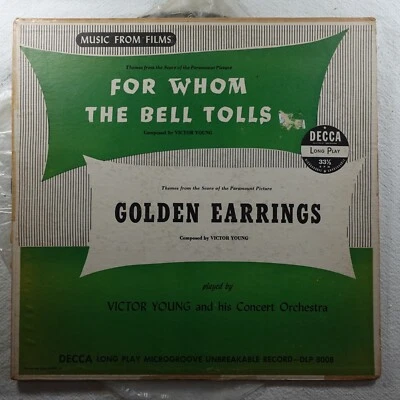 MUSIC FROM FILMS
Themes from the Score of the Paramount Picture
FOR WHOM
THE BELL TOLLS
Composed by VICTOR YOUNG
DECCA
LONG PLAY
33⅓
RPM
Themes from the Score of the Paramount Picture
GOLDEN EARRINGS
Composed by VICTOR YOUNG
played by
VICTOR YOUNG and his Concert Orchestra
DECCA LONG PLAY MICROGROOVE UNBREAKABLE RECORD—DLP 8008